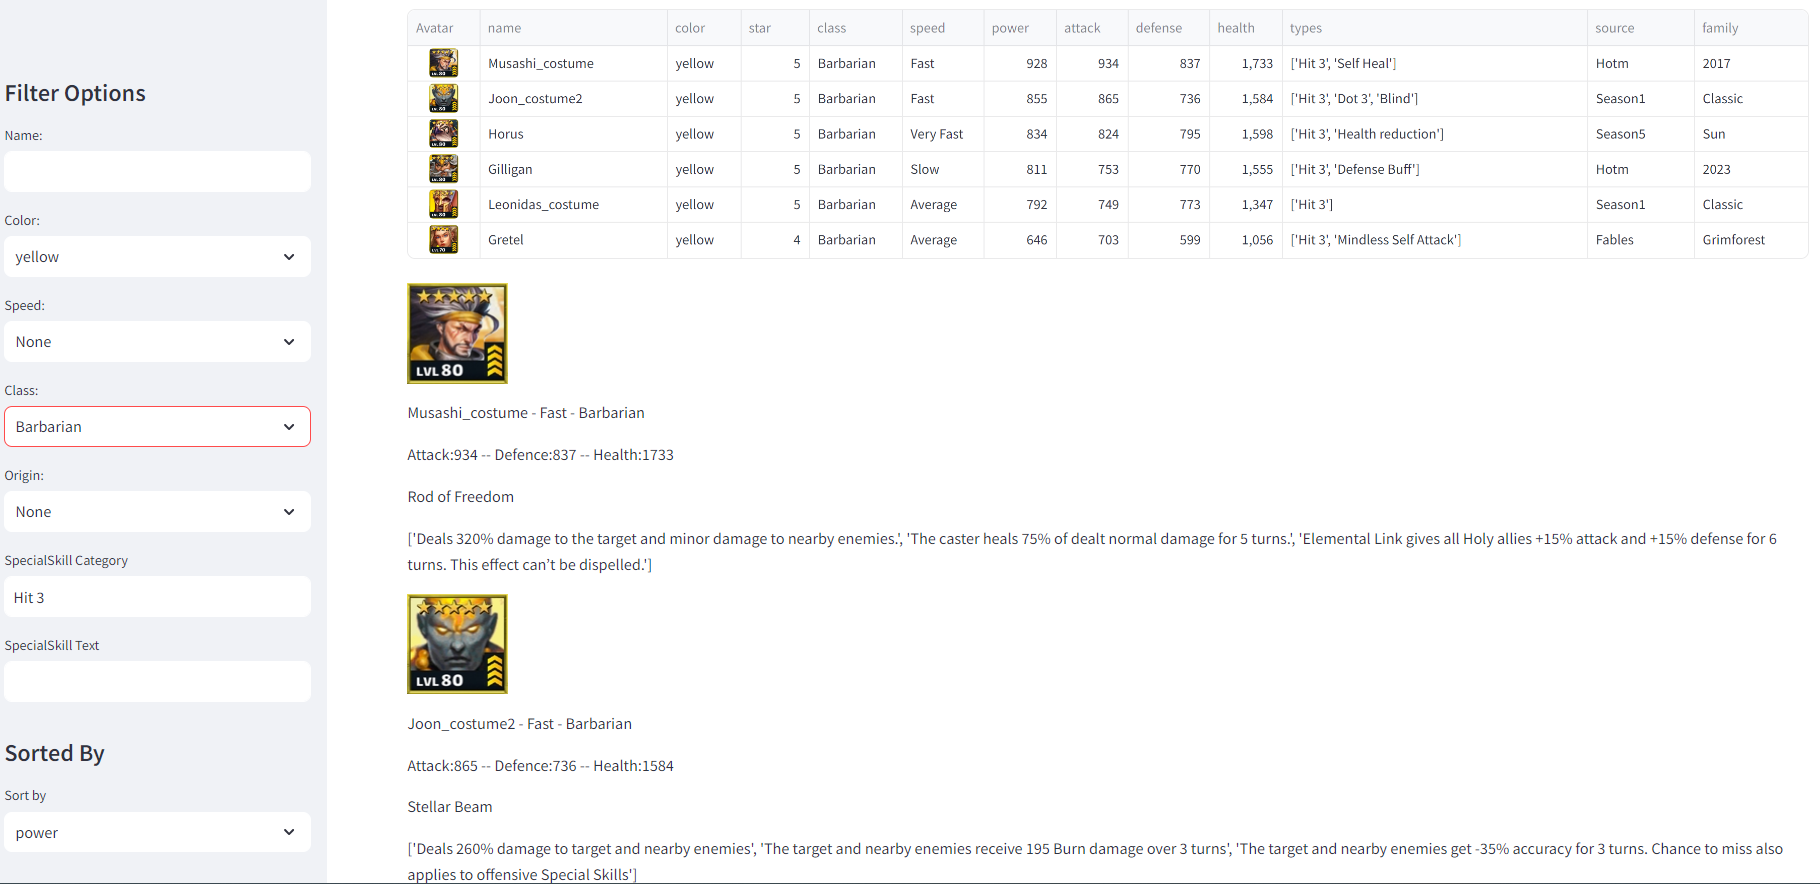 Filter Options
Name:
Color:
yellow
Speed:
None
Class:
Barbarian
Origin:
None
SpecialSkill Category
Hit 3
SpecialSkill Text
Sorted By
Sort by
power
Avatar name color star class speed power attack defense health types source family
Musashi_costume yellow 5 Barbarian Fast 928 934 837 1,733 ['Hit 3', 'Self Heal'] Hotm 2017
Joon_costume2 yellow 5 Barbarian Fast 855 865 736 1,584 ['Hit 3', 'Dot 3', 'Blind'] Season1 Classic
Horus yellow 5 Barbarian Very Fast 834 824 795 1,598 ['Hit 3', 'Health reduction'] Season5 Sun
Gilligan yellow 5 Barbarian Slow 811 753 770 1,555 ['Hit 3', 'Defense Buff'] Hotm 2023
Leonidas_costume yellow 5 Barbarian Average 792 749 773 1,347 ['Hit 3'] Season1 Classic
Gretel yellow 4 Barbarian Average 646 703 599 1,056 ['Hit 3', 'Mindless Self Attack'] Fables Grimforest
LVL 80
Musashi_costume - Fast - Barbarian
Attack:934 -- Defence:837 -- Health:1733
Rod of Freedom
['Deals 320% damage to the target and minor damage to nearby enemies.', 'The caster heals 75% of dealt normal damage for 5 turns.', 'Elemental Link gives all Holy allies +15% attack and +15% defense for 6
turns. This effect can’t be dispelled.']
LVL 80
Joon_costume2 - Fast - Barbarian
Attack:865 -- Defence:736 -- Health:1584
Stellar Beam
['Deals 260% damage to target and nearby enemies', 'The target and nearby enemies receive 195 Burn damage over 3 turns', 'The target and nearby enemies get -35% accuracy for 3 turns. Chance to miss also
applies to offensive Special Skills']